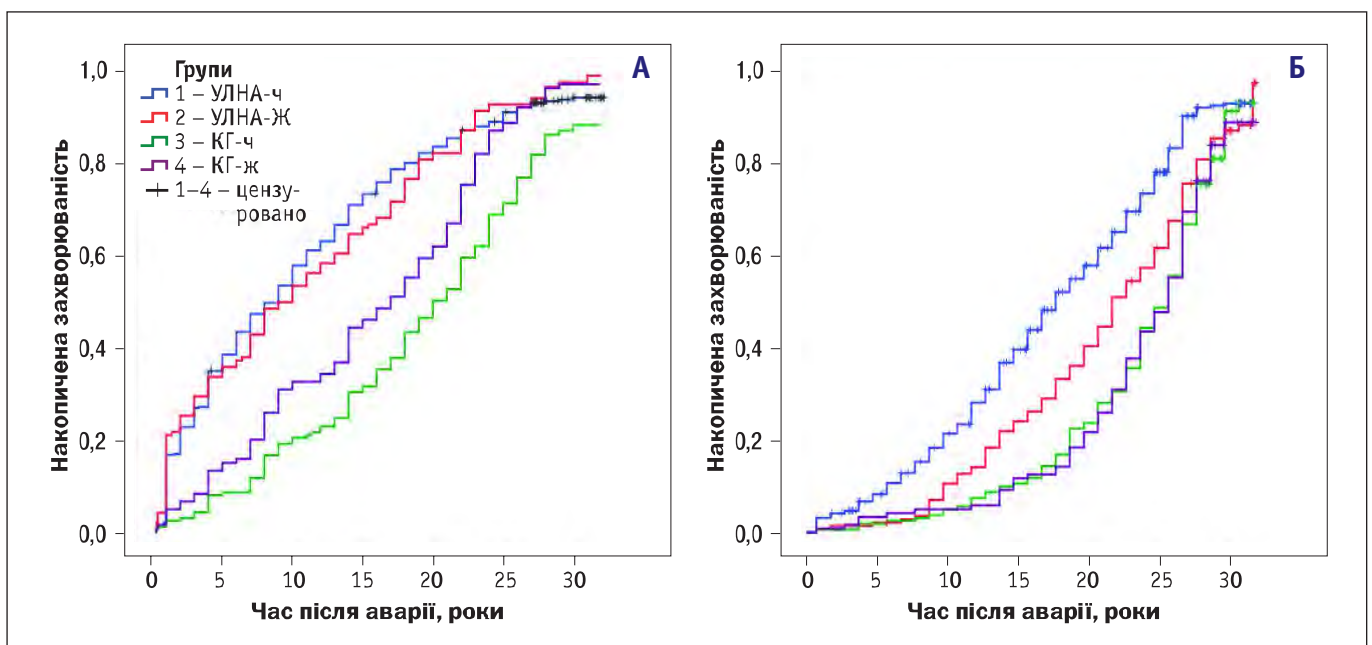 А
Групи
1 – УЛНА-ч
2 – УЛНА-Ж
3 – КГ-ч
4 – КГ-ж
1–4 – цензу-
ровано
Накопичена захворюваність
1,0
0,8
0,6
0,4
0,2
0,0
0 5 10 15 20 25 30
Час після аварії, роки
Б
Накопичена захворюваність
1,0
0,8
0,6
0,4
0,2
0,0
0 5 10 15 20 25 30
Час після аварії, роки